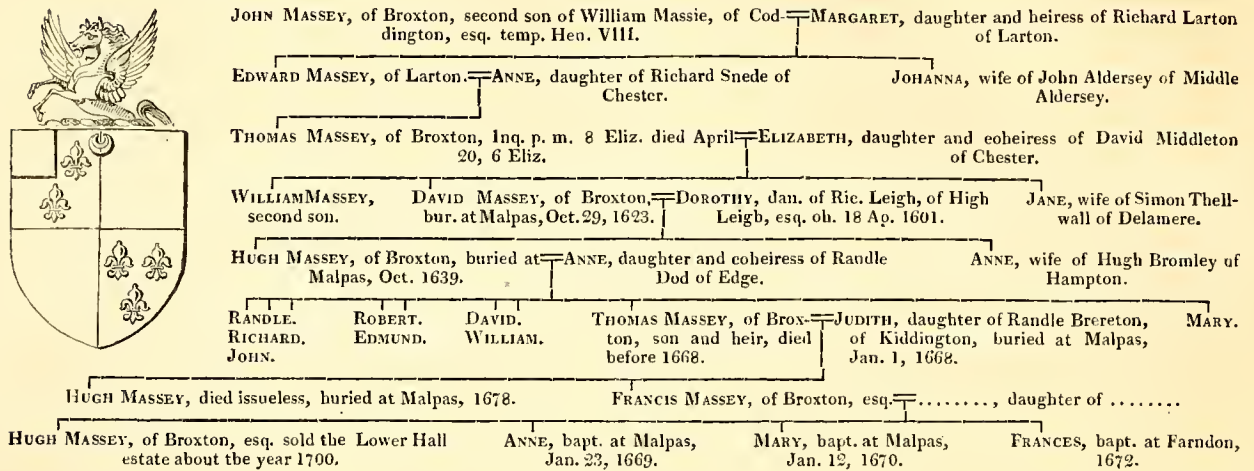 JOHN MASSEY, of Broxton, second son of William Massie, of Cod-
dington, esq. temp. Hen. VIII.
MARGARET, daughter and heiress of Richard Larton
of Larton.
EDWARD MASSEY, of Larton.
ANNE, daughter of Richard Snede of
Chester.
JOHANNA, wife of John Aldersey of Middle
Aldersey.
THOMAS MASSEY, of Broxton, Inq. p. m. 8 Eliz. died April
20, 6 Eliz.
ELIZABETH, daughter and coheiress of David Middleton
of Chester.
WILLIAM MASSEY,
second son.
DAVID MASSEY, of Broxton,
bur. at Malpas, Oct. 29, 1623.
DOROTHY, dau. of Ric. Leigh, of High
Leigh, esq. ob. 18 Ap. 1601.
JANE, wife of Simon Thell-
wall of Delamere.
HUGH MASSEY, of Broxton, buried at
Malpas, Oct. 1639.
ANNE, daughter and coheiress of Randle
Dod of Edge.
ANNE, wife of Hugh Bromley of
Hampton.
RANDLE.
RICHARD.
JOHN.
ROBERT.
EDMUND.
DAVID.
WILLIAM.
THOMAS MASSEY, of Brox-
ton, son and heir, died
before 1668.
JUDITH, daughter of Randle Brereton,
of Kiddington, buried at Malpas,
Jan. 1, 1668.
MARY.
HUGH MASSEY, died issueless, buried at Malpas, 1678.
FRANCIS MASSEY, of Broxton, esq.
........, daughter of ........
HUGH MASSEY, of Broxton, esq. sold the Lower Hall
estate about the year 1700.
ANNE, bapt. at Malpas,
Jan. 23, 1669.
MARY, bapt. at Malpas,
Jan. 12, 1670.
FRANCES, bapt. at Farndon,
1672.